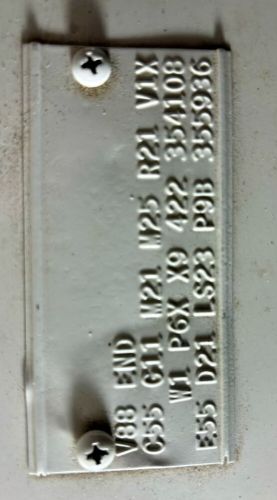 V88 END
C55 G11 M21 M25 R21 V1X
W1 P6X X9 422 354108
E55 D21 LS23 P9B 355936